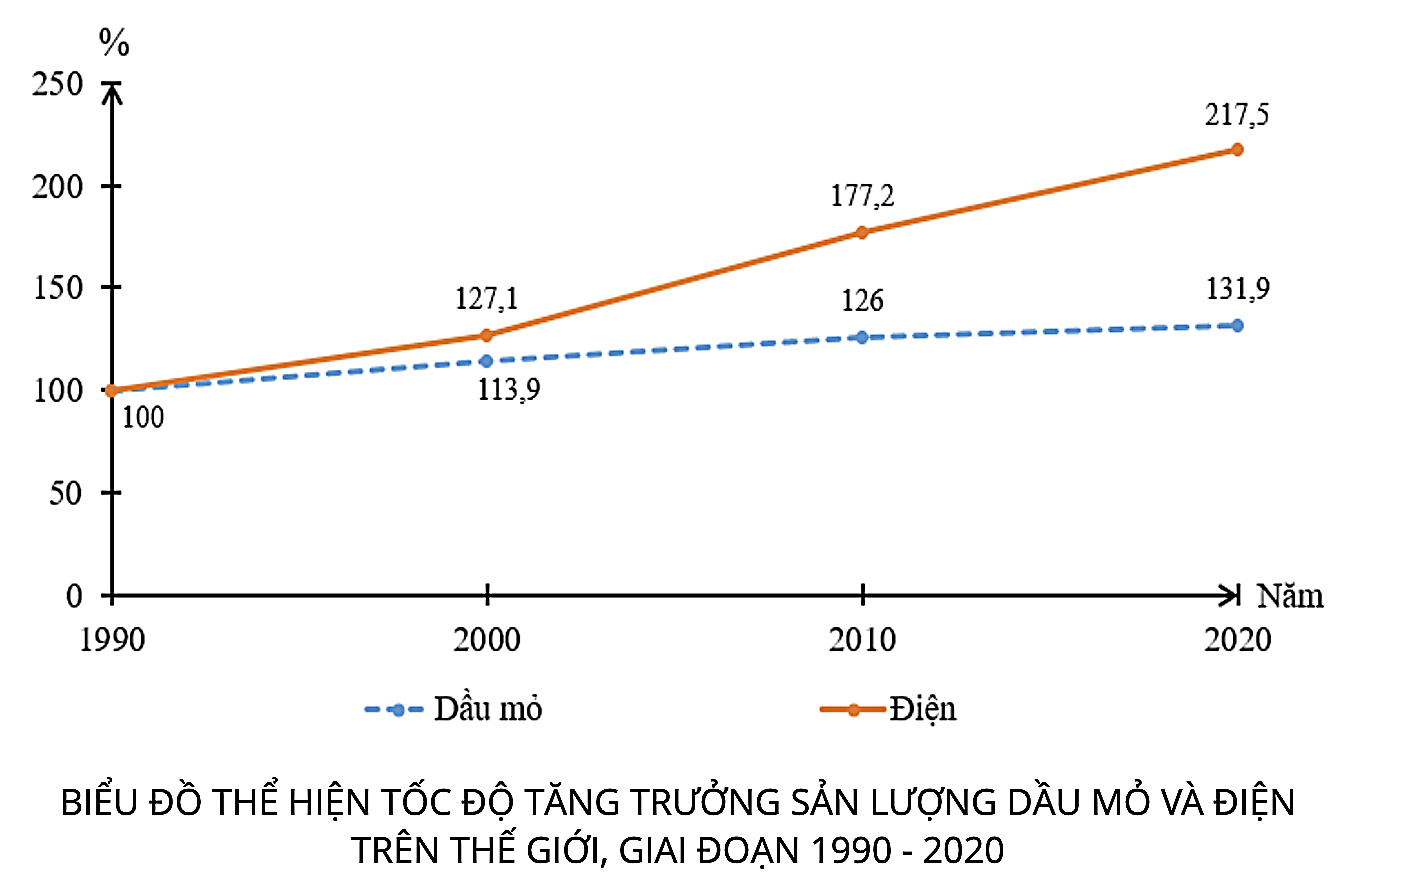 %
250
217,5
200
177,2
150
127,1
126
131,9
100
113,9
100
50
0
Năm
1990 2000 2010 2020
Dầu mỏ Điện
BIỂU ĐỒ THỂ HIỆN TỐC ĐỘ TĂNG TRƯỞNG SẢN LƯỢNG DẦU MỎ VÀ ĐIỆN
TRÊN THẾ GIỚI, GIAI ĐOẠN 1990 - 2020